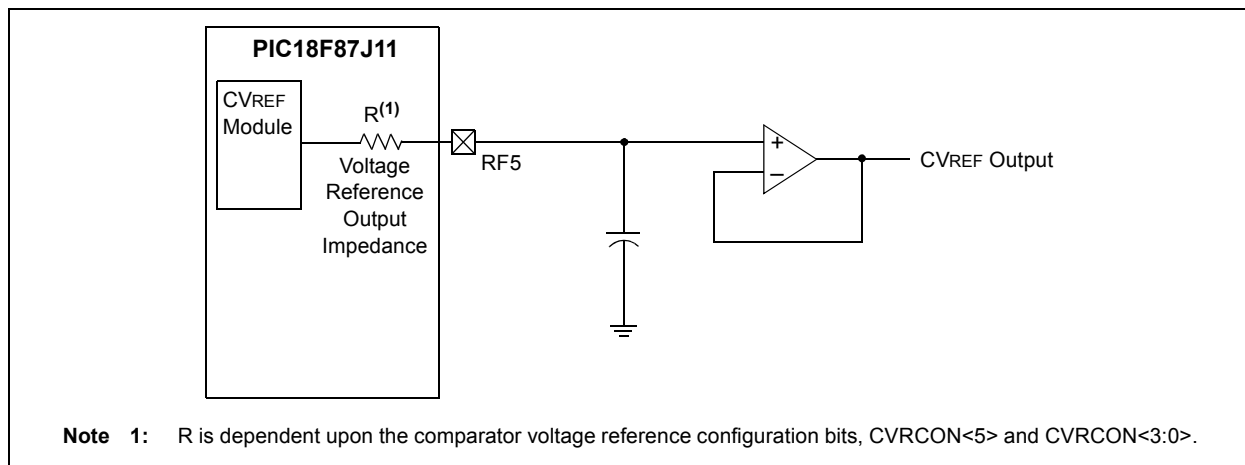 PIC18F87J11
CVREF
Module
R(1)
Voltage
Reference
Output
Impedance
RF5
+
–
CVREF Output
Note 1: R is dependent upon the comparator voltage reference configuration bits, CVRCON<5> and CVRCON<3:0>.